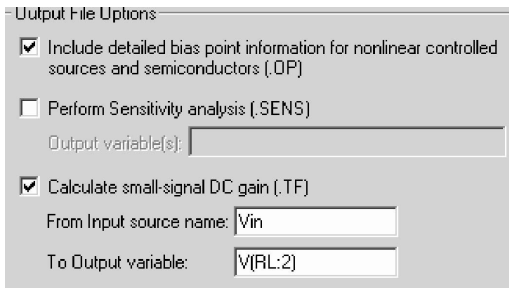 Output File Options
Include detailed bias point information for nonlinear controlled
sources and semiconductors (.OP)
Perform Sensitivity analysis (.SENS)
Output variable(s):
Calculate small-signal DC gain (.TF)
From Input source name: Vin
To Output variable: V(RL:2)